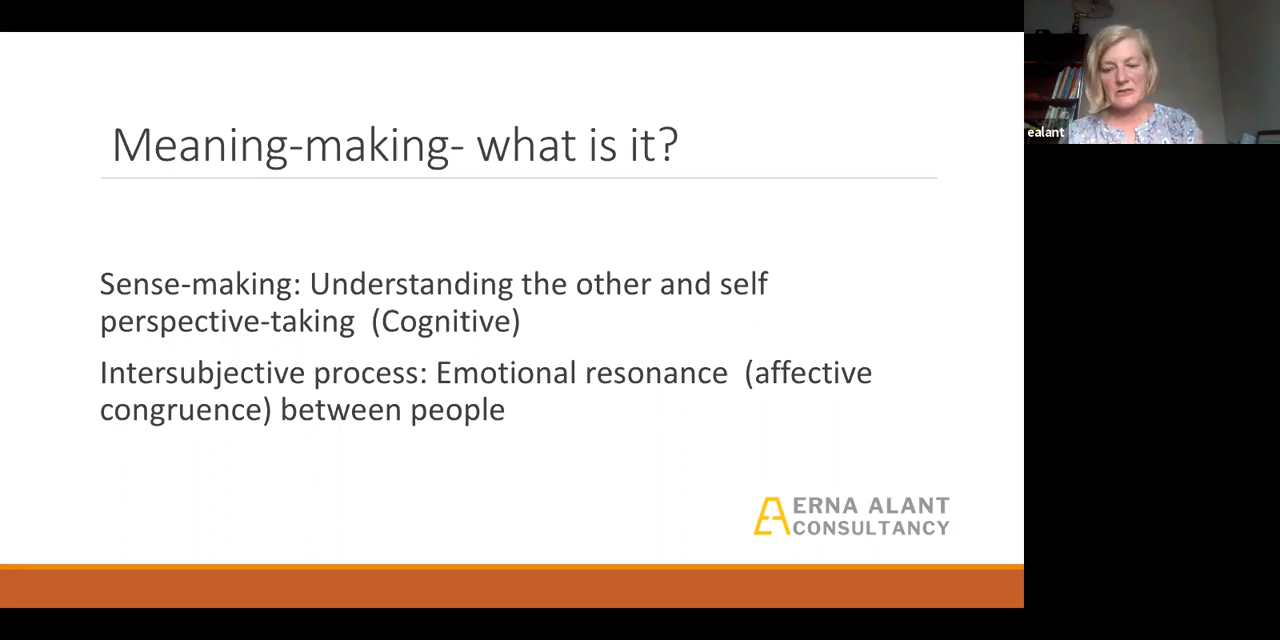 Meaning-making- what is it?
Sense-making: Understanding the other and self
perspective-taking  (Cognitive)
Intersubjective process: Emotional resonance  (affective
congruence) between people
EA ERNA ALANT
CONSULTANCY
ealant